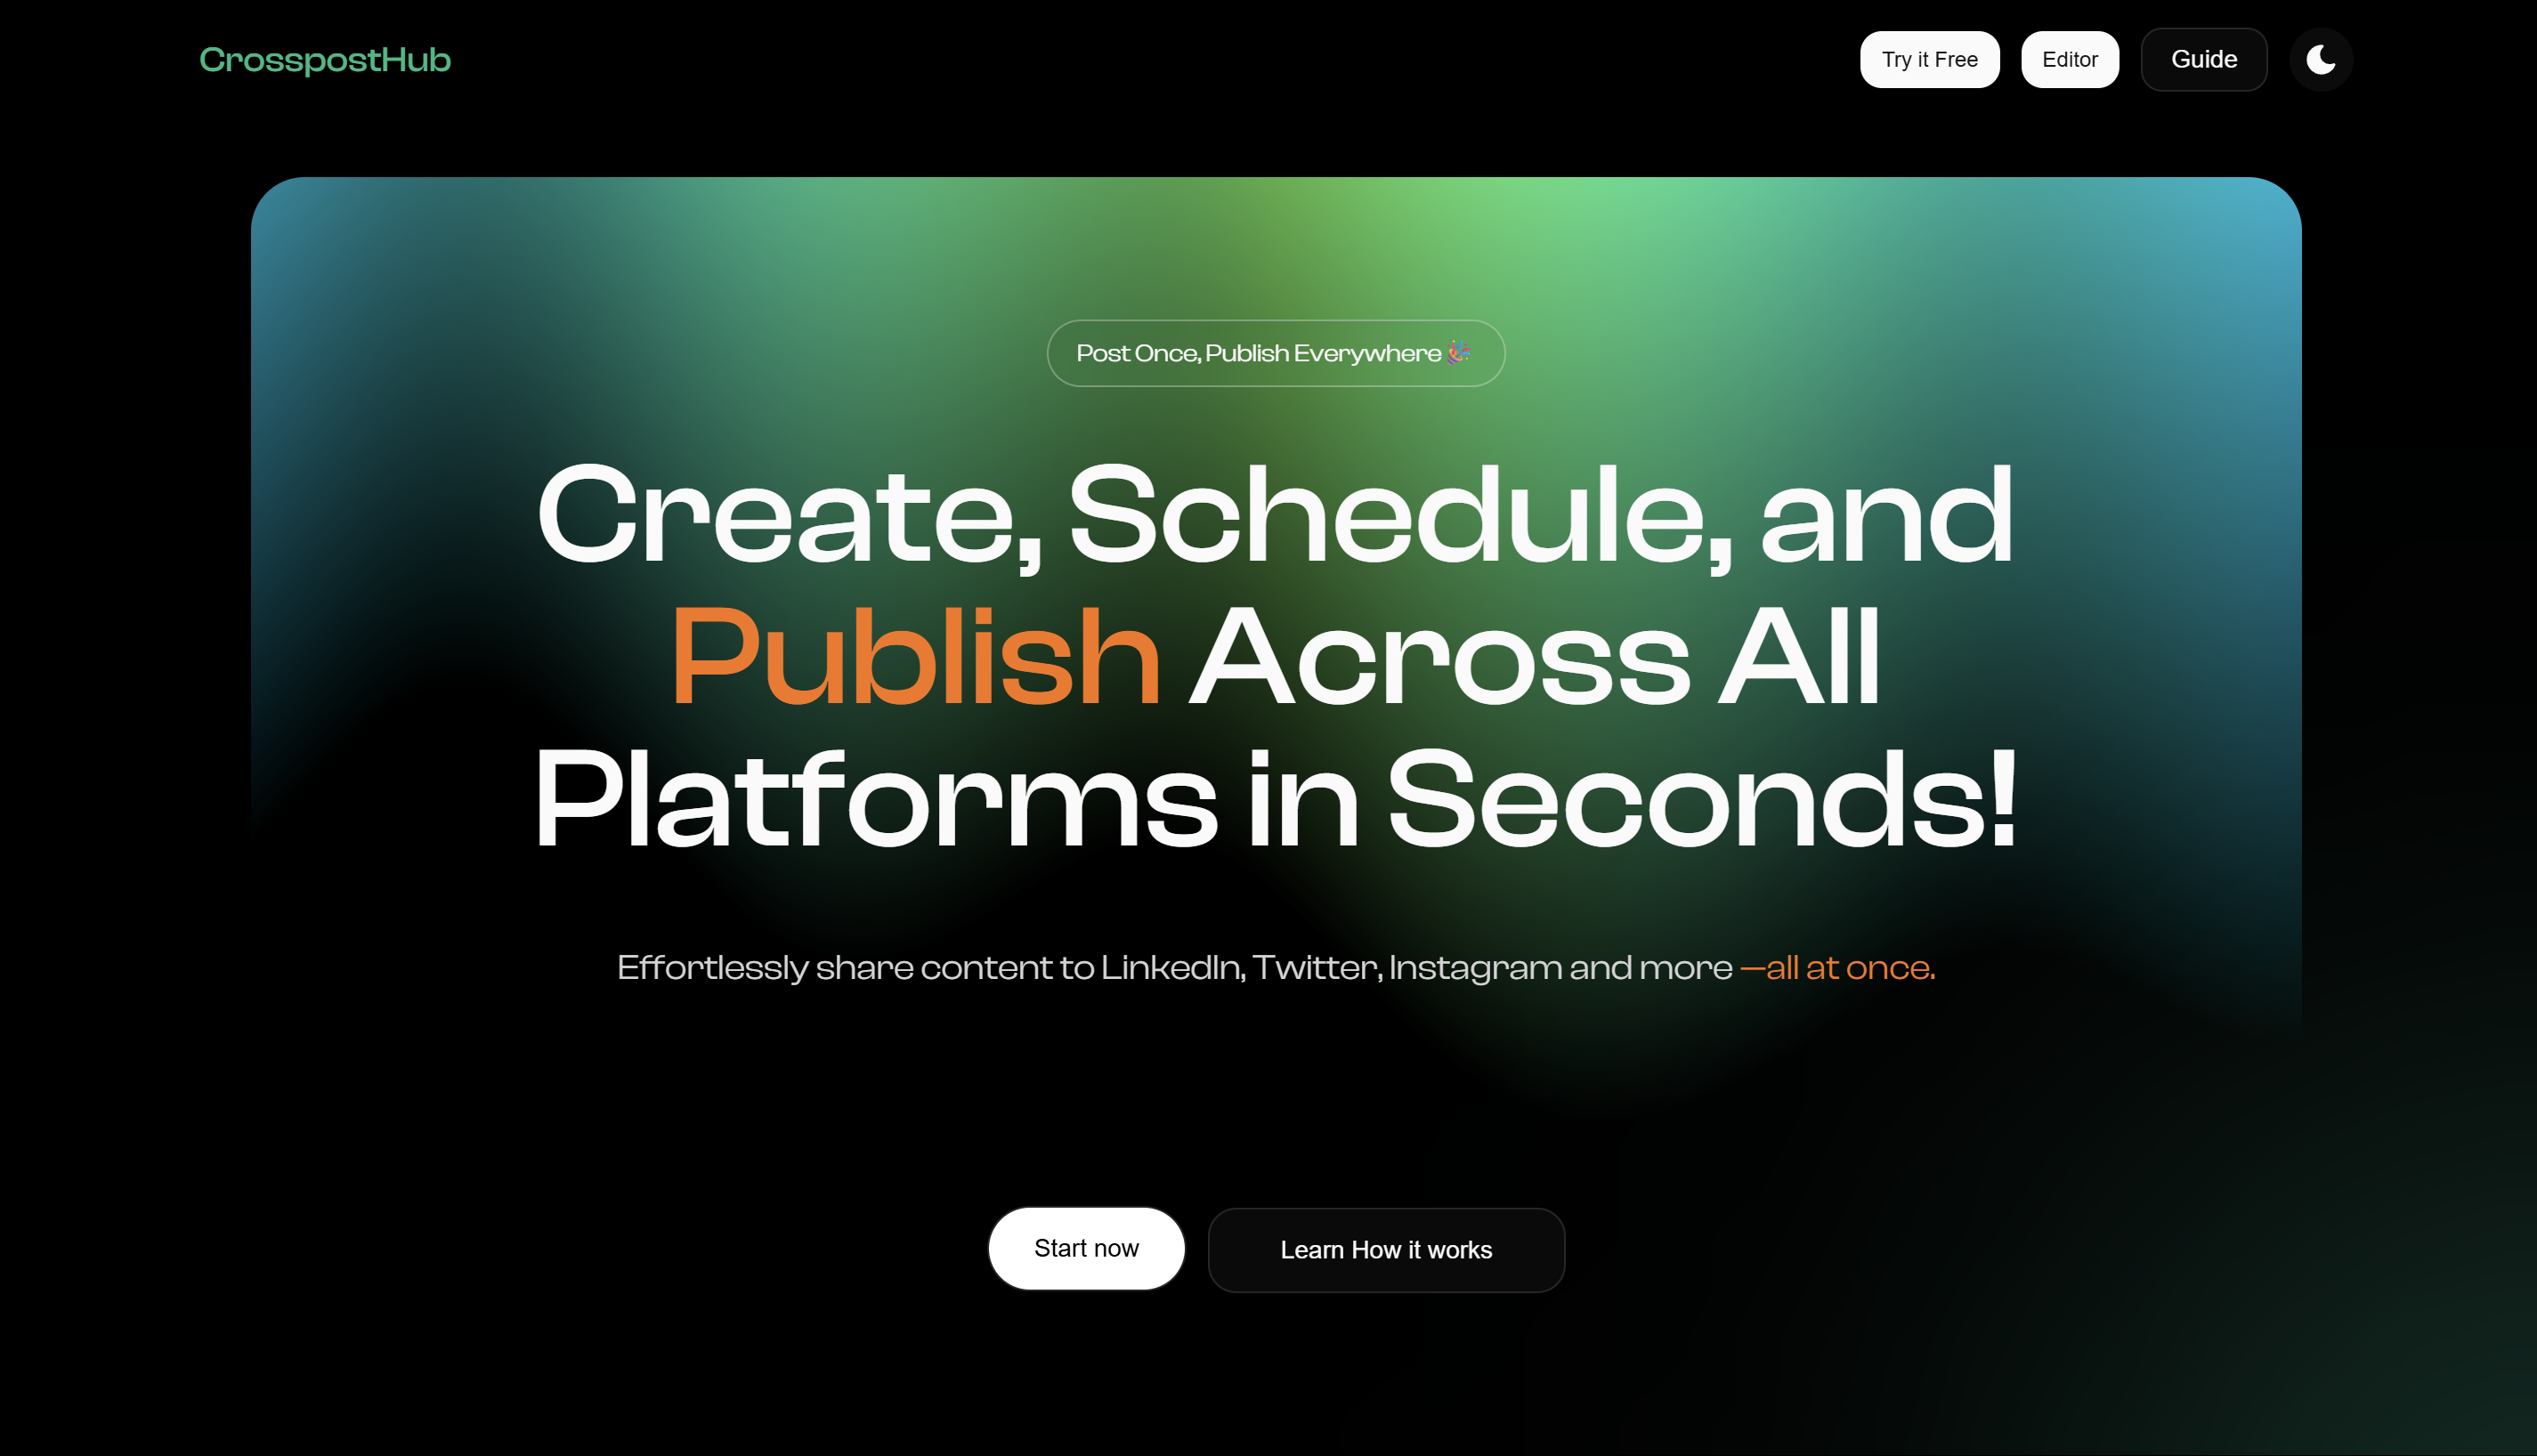 CrosspostHub
Try it Free
Editor
Guide
Post Once, Publish Everywhere 🎉
Create, Schedule, and
Publish Across All
Platforms in Seconds!
Effortlessly share content to LinkedIn, Twitter, Instagram and more —all at once.
Start now
Learn How it works